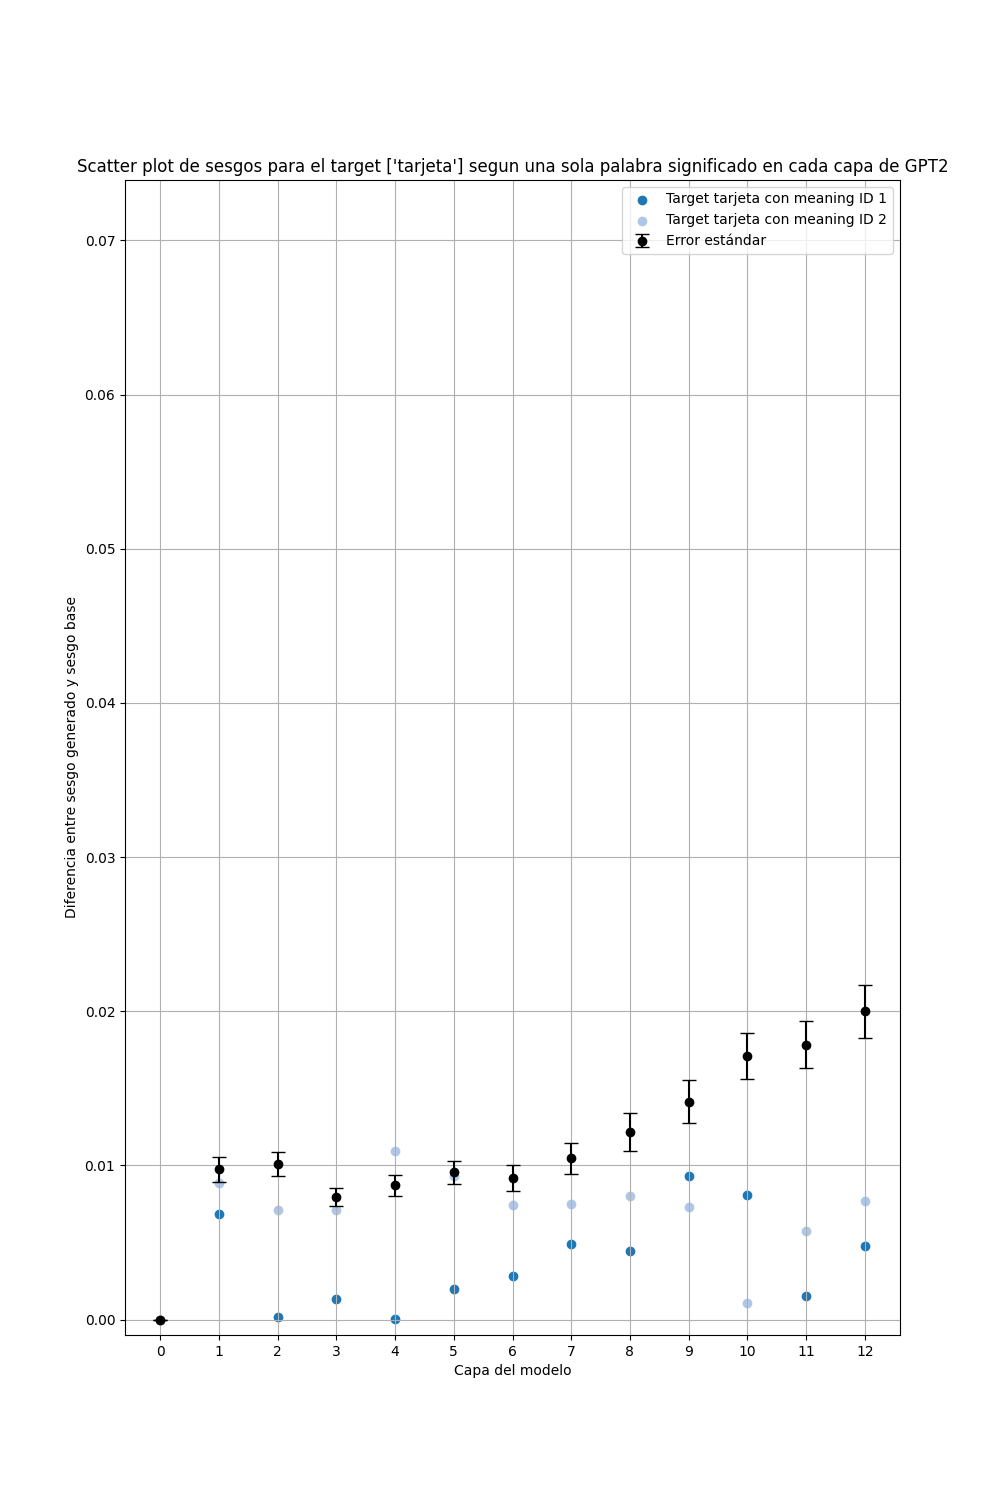 Scatter plot de sesgos para el target ['tarjeta'] segun una sola palabra significado en cada capa de GPT2
Target tarjeta con meaning ID 1
Target tarjeta con meaning ID 2
Error estándar
Diferencia entre sesgo generado y sesgo base
0.07
0.06
0.05
0.04
0.03
0.02
0.01
0.00
0 1 2 3 4 5 6 7 8 9 10 11 12
Capa del modelo